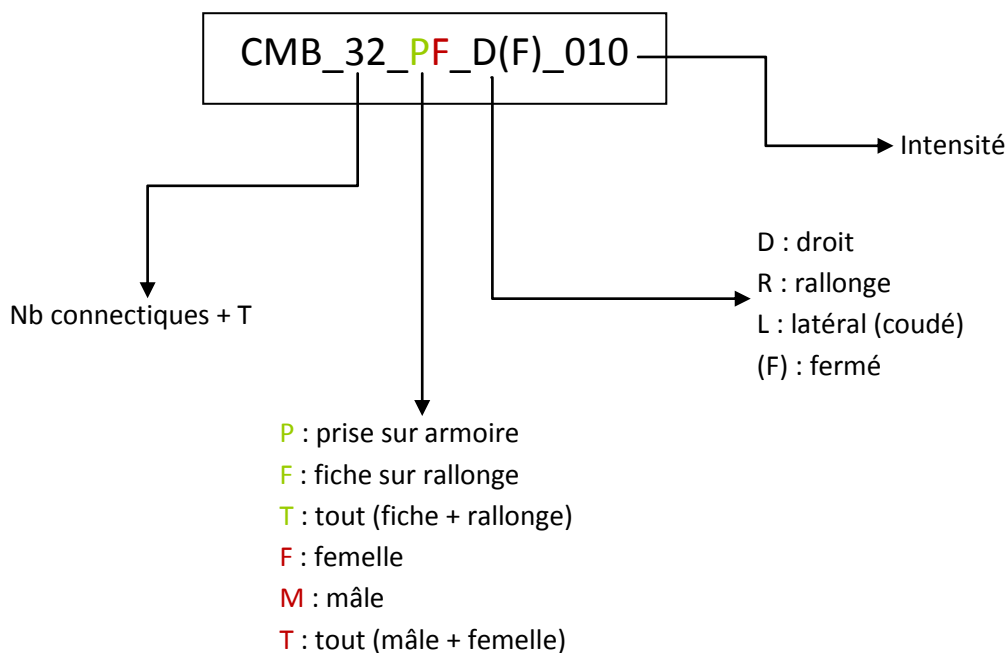 CMB_32_PF_D(F)_010
Intensité
D : droit
R : rallonge
L : latéral (coudé)
(F) : fermé
Nb connectiques + T
P : prise sur armoire
F : fiche sur rallonge
T : tout (fiche + rallonge)
F : femelle
M : mâle
T : tout (mâle + femelle)